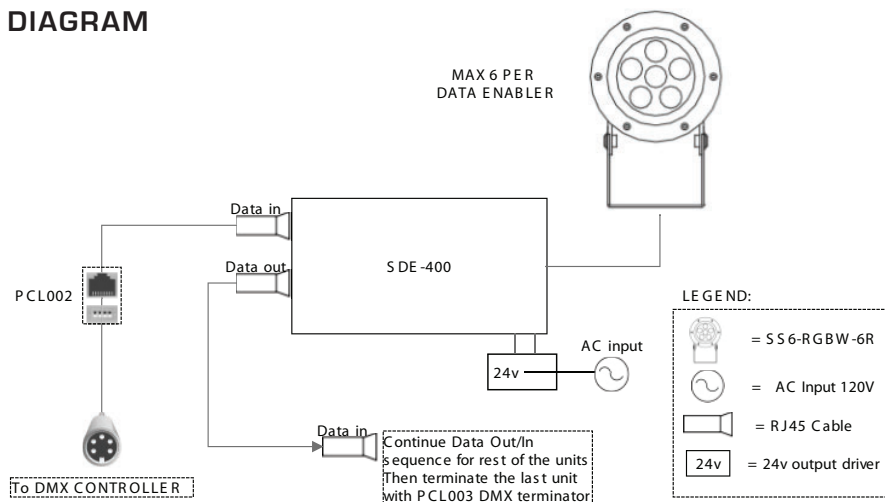 DIAGRAM
MAX 6 PER
DATA ENABLER
Data in
Data out
SDE-400
PCL002
AC input
24v
Data in
Continue Data Out/In
sequence for rest of the units
Then terminate the last unit
with PCL003 DMX terminator
To DMX CONTROLLER
LEGEND:
= SS6-RGBW-6R
= AC Input 120V
= RJ45 Cable
24v = 24v output driver